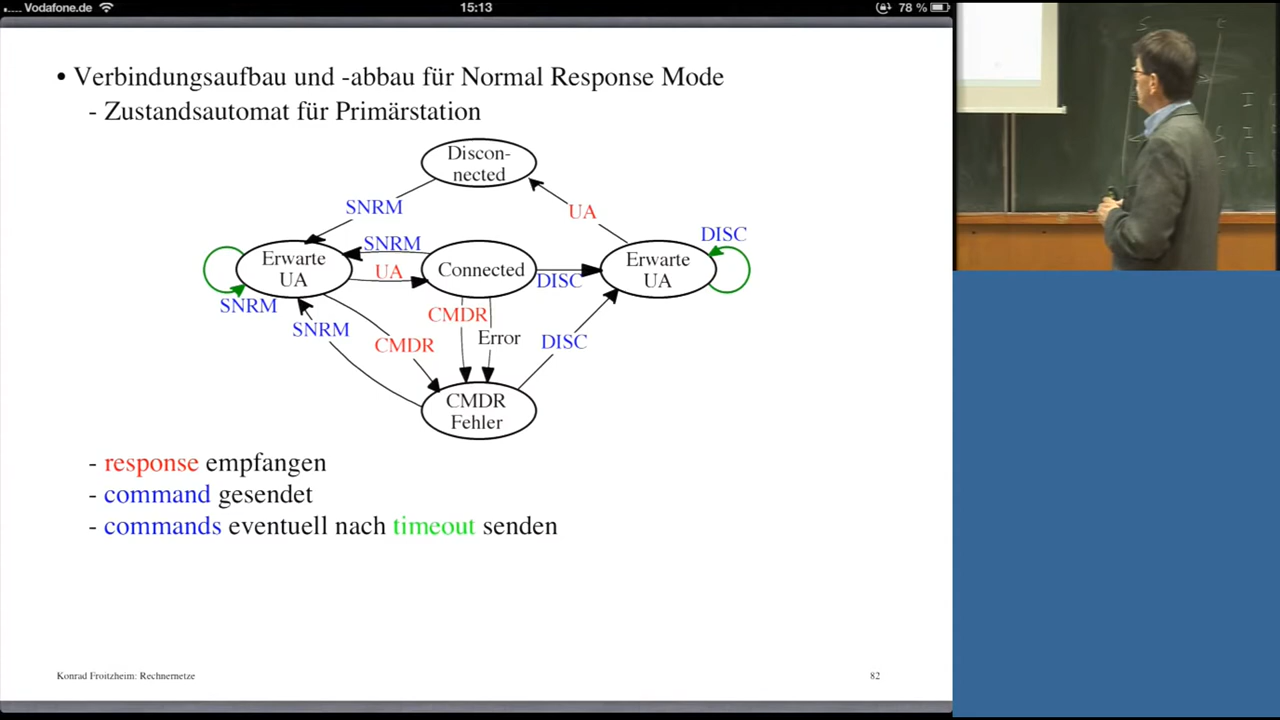 Vodafone.de 15:13 78 %
• Verbindungsaufbau und -abbau für Normal Response Mode
- Zustandsautomat für Primärstation
Discon-
nected
SNRM
UA
DISC
SNRM
Erwarte
UA
UA
Connected
DISC
Erwarte
UA
SNRM
SNRM
CMDR
CMDR
Error
DISC
CMDR
Fehler
- response empfangen
- command gesendet
- commands eventuell nach timeout senden
Konrad Froitzheim: Rechnernetze
82